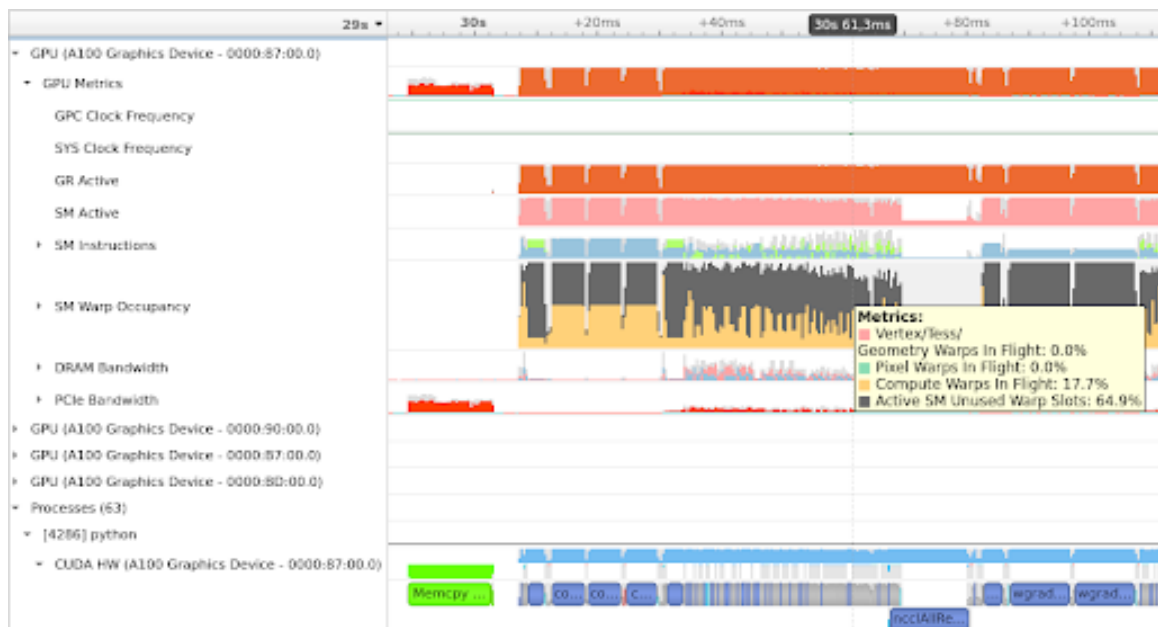 29s 30s +20ms +40ms 30s 61,3ms +80ms +100ms
GPU (A100 Graphics Device - 0000:87:00.0)
GPU Metrics
GPC Clock Frequency
SYS Clock Frequency
GR Active
SM Active
SM Instructions
SM Warp Occupancy
Metrics:
Vertex/Tess/
Geometry Warps In Flight: 0.0%
Pixel Warps In Flight: 0.0%
Compute Warps In Flight: 17.7%
Active SM Unused Warp Slots: 64.9%
DRAM Bandwidth
PCIe Bandwidth
GPU (A100 Graphics Device - 0000:90:00.0)
GPU (A100 Graphics Device - 0000:B7:00.0)
GPU (A100 Graphics Device - 0000:BD:00.0)
Processes (63)
[4286] python
CUDA HW (A100 Graphics Device - 0000:87:00.0)
Memcpy ... co... co... c... ... wgrad... wgrad...
ncclAllRe...